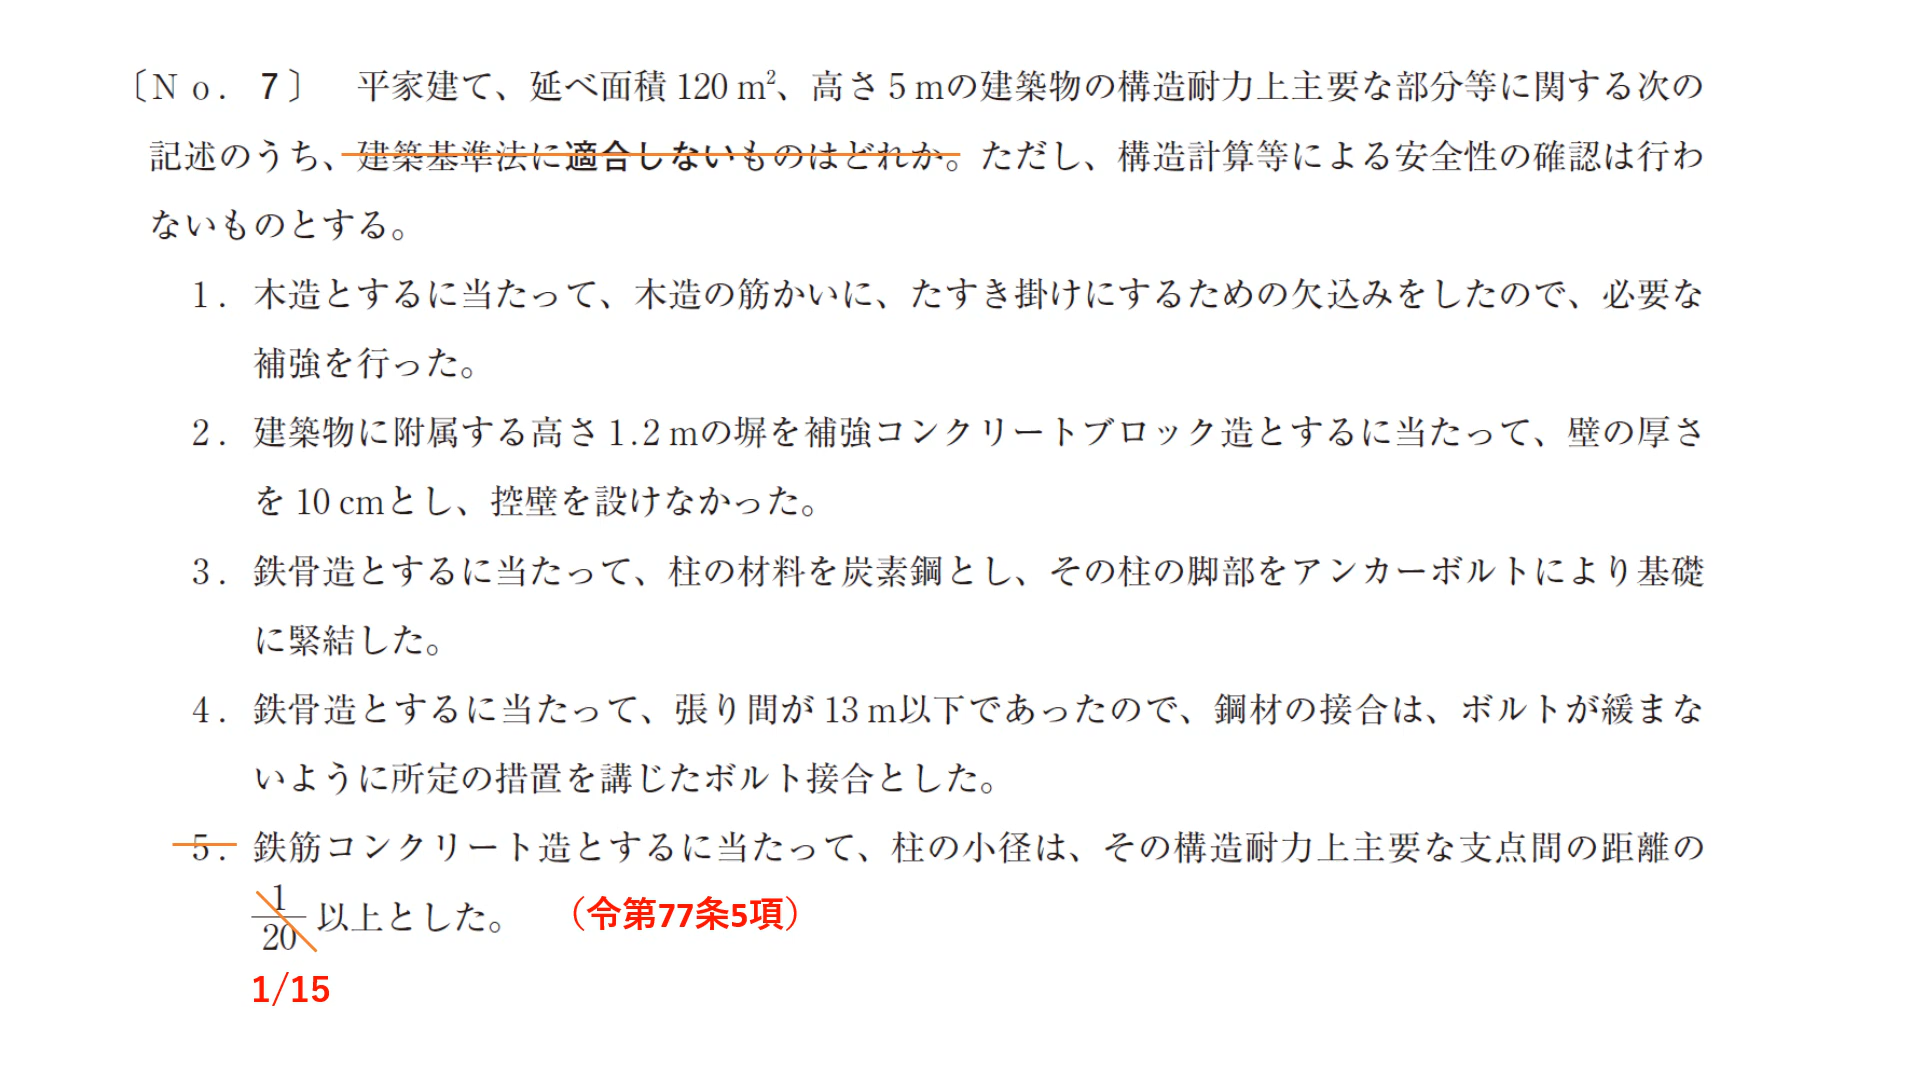 〔Ｎｏ．７〕　平家建て、延べ面積 120 m²、高さ 5 mの建築物の構造耐力上主要な部分等に関する次の
記述のうち、建築基準法に適合しないものはどれか。ただし、構造計算等による安全性の確認は行わ
ないものとする。
1．木造とするに当たって、木造の筋かいに、たすき掛けにするための欠込みをしたので、必要な
補強を行った。
2．建築物に附属する高さ 1.2 mの塀を補強コンクリートブロック造とするに当たって、壁の厚さ
を 10 cmとし、控壁を設けなかった。
3．鉄骨造とするに当たって、柱の材料を炭素鋼とし、その柱の脚部をアンカーボルトにより基礎
に緊結した。
4．鉄骨造とするに当たって、張り間が 13 m以下であったので、鋼材の接合は、ボルトが緩まな
いように所定の措置を講じたボルト接合とした。
5．鉄筋コンクリート造とするに当たって、柱の小径は、その構造耐力上主要な支点間の距離の
1/20 以上とした。　（令第77条5項）
1/15